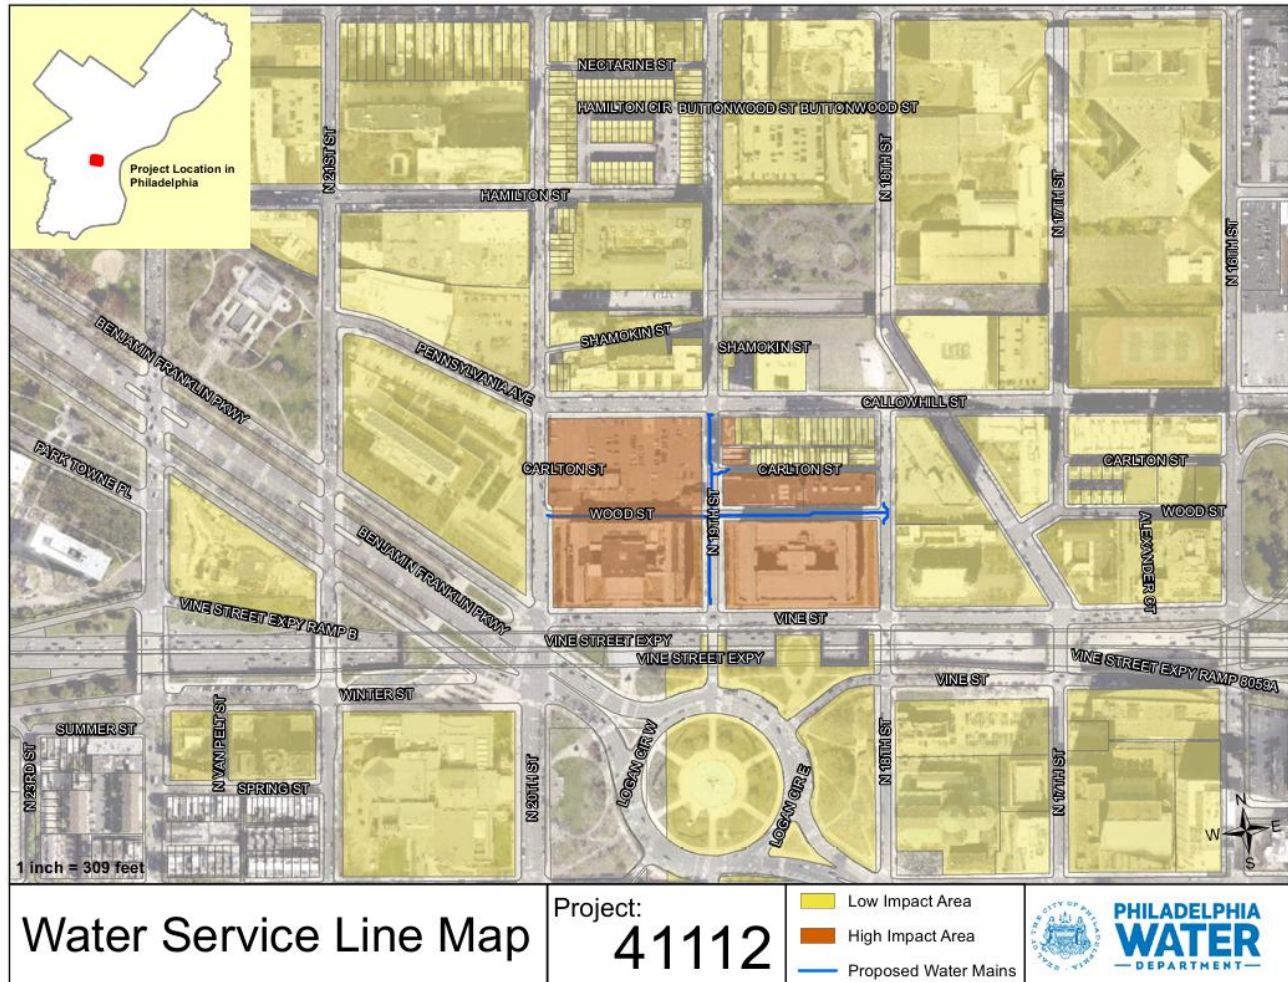 Project Location in
Philadelphia
NECTARINE ST
HAMILTON CIR
BUTTONWOOD ST
BUTTONWOOD ST
N 21ST ST
N 18TH ST
HAMILTON ST
N 17TH ST
N 16TH ST
BENJAMIN FRANKLIN PKWY
PENNSYLVANIA AVE
SHAMOKIN ST
SHAMOKIN ST
CALLOWHILL ST
PARK TOWNE PL
CARLTON ST
CARLTON ST
CARLTON ST
WOOD ST
N 19TH ST
WOOD ST
ALEXANDER CT
BENJAMIN FRANKLIN PKWY
VINE STREET EXPY RAMP B
VINE ST
VINE STREET EXPY
VINE STREET EXPY
VINE STREET EXPY RAMP 8059A
WINTER ST
VINE ST
SUMMER ST
N VAN PELT ST
N 23RD ST
SPRING ST
N 20TH ST
LOGAN CIR W
LOGAN CIR E
N 18TH ST
N 17TH ST
N
W
E
S
1 inch = 309 feet
Water Service Line Map
Project:
41112
Low Impact Area
High Impact Area
Proposed Water Mains
SEAL OF THE CITY OF PHILADELPHIA
PHILADELPHIA
WATER
DEPARTMENT